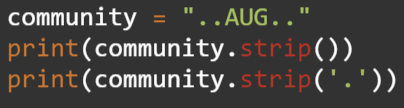 community = "..AUG.."
print(community.strip())
print(community.strip('.'))